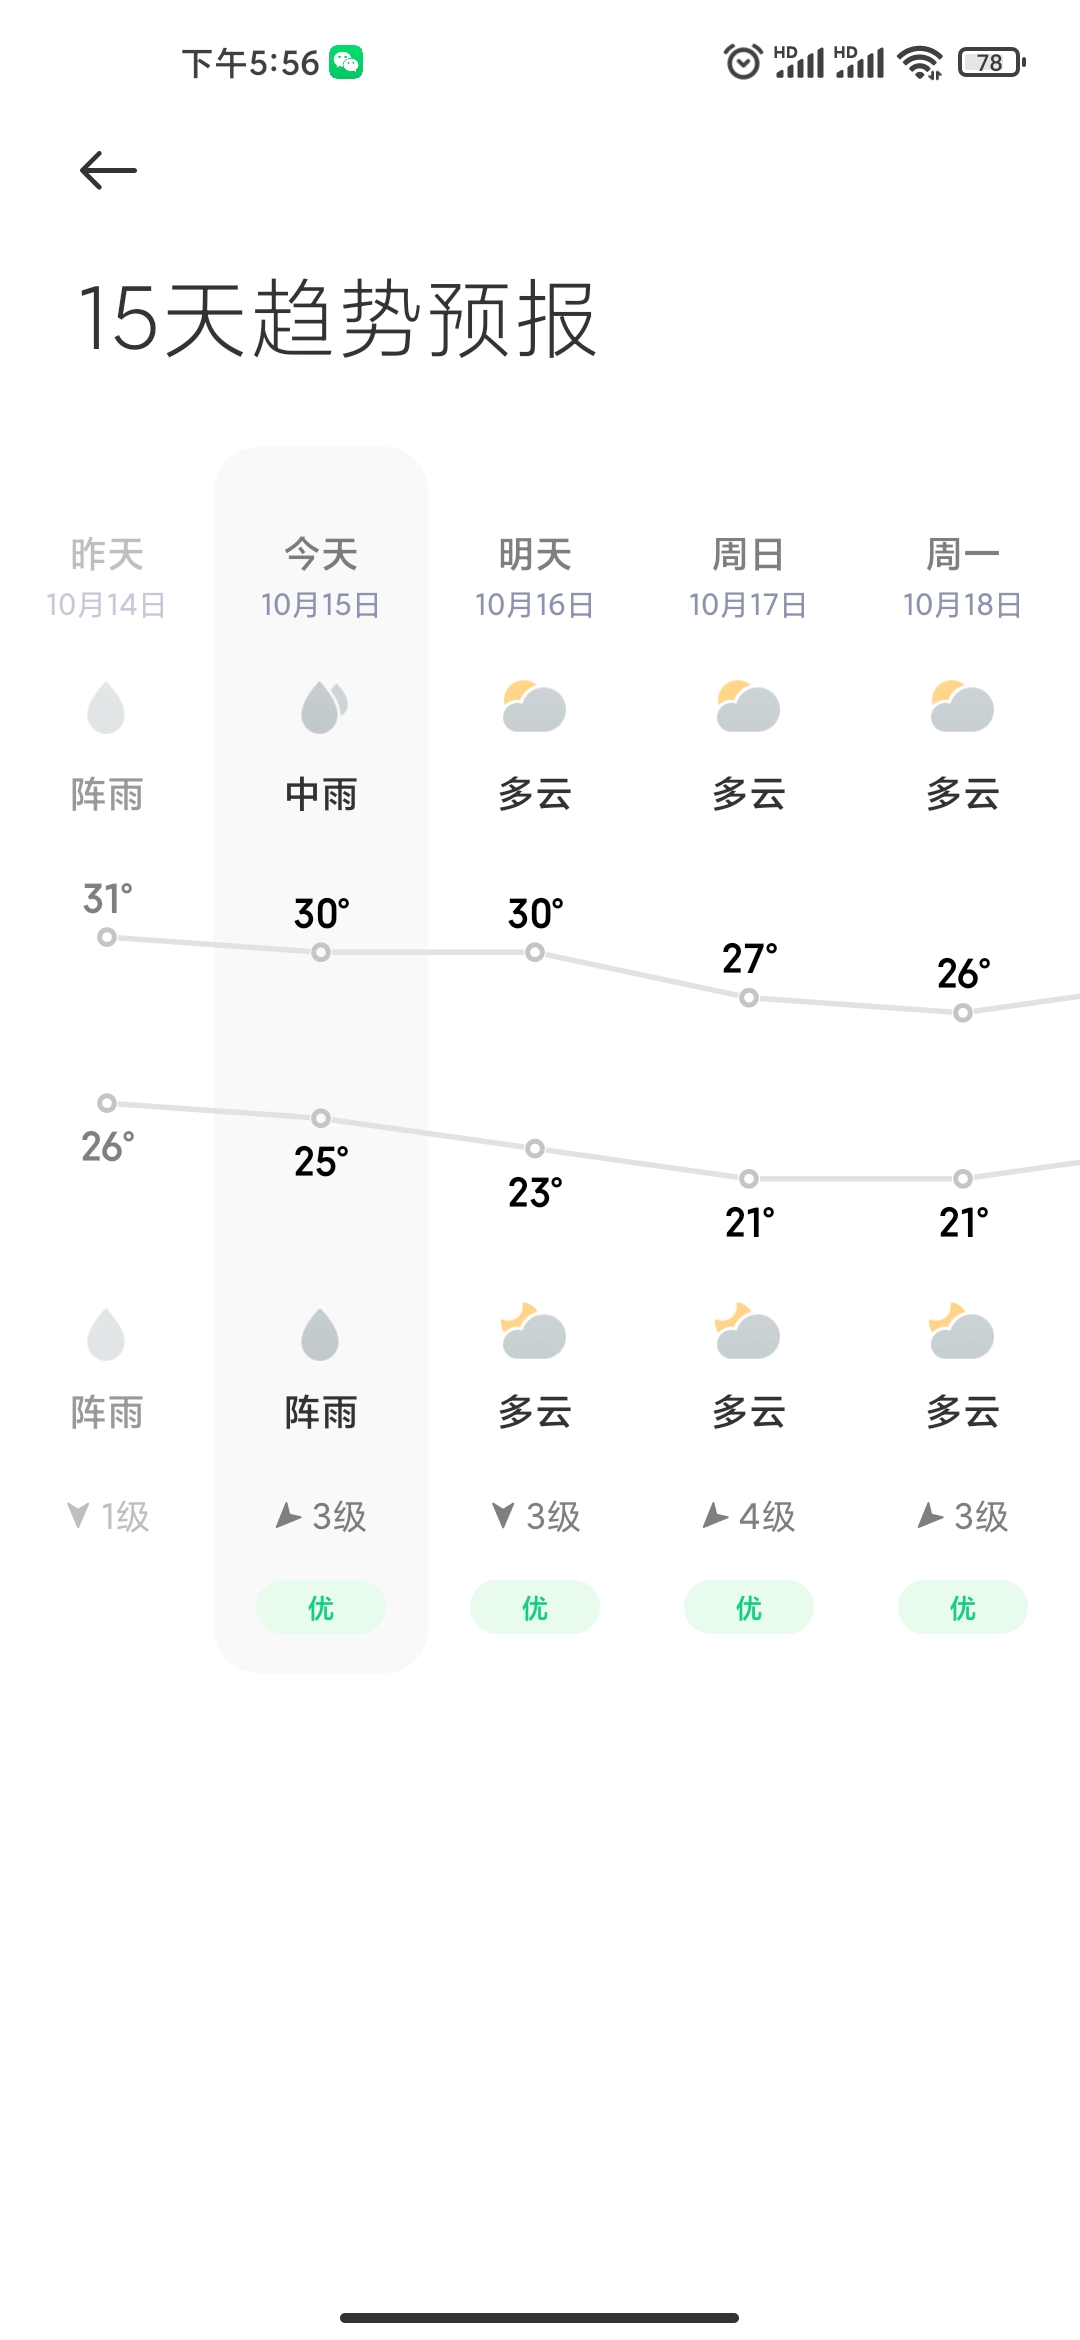 下午5:56
HD HD 78
15天趋势预报
昨天 今天 明天 周日 周一
10月14日 10月15日 10月16日 10月17日 10月18日
阵雨 中雨 多云 多云 多云
31° 30° 30° 27° 26°
26° 25° 23° 21° 21°
阵雨 阵雨 多云 多云 多云
1级 3级 3级 4级 3级
优 优 优 优